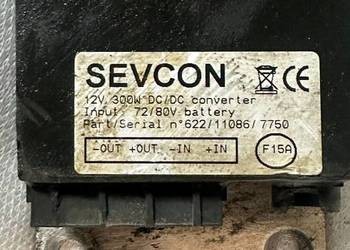 SEVCON
12V 300W DC/DC converter
Input: 72/80V battery
Part/Serial n°622/11086/7750
-OUT +OUT -IN +IN
F15A